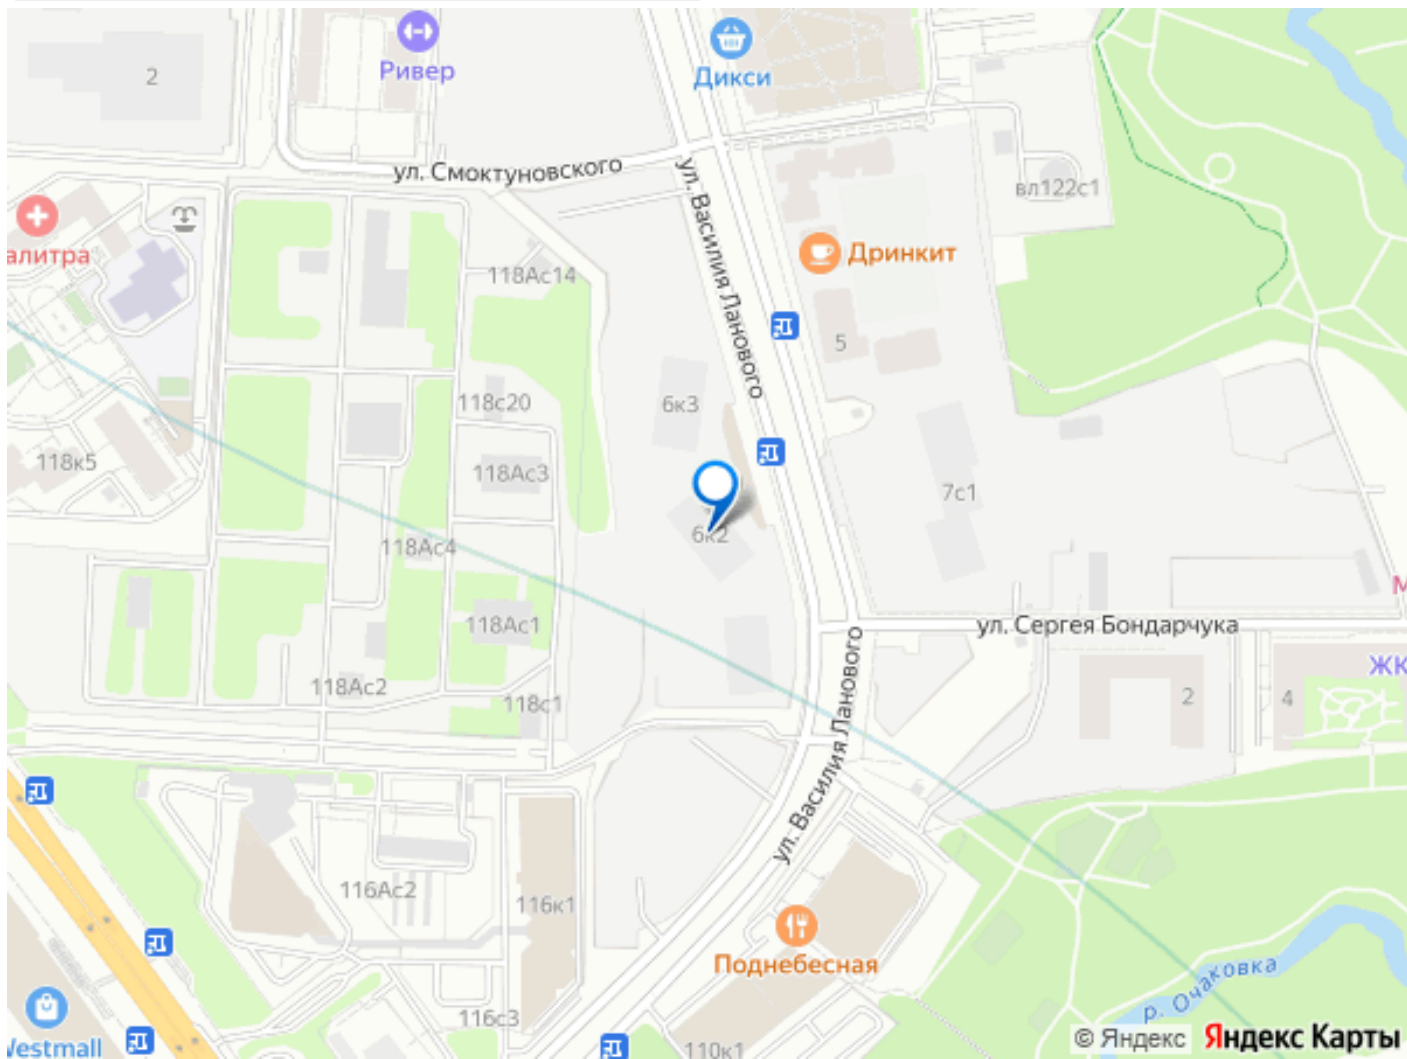 Ривер
Дикси
2
ул. Смоктуновского
вл122с1
ул. Василия Ланового
алитра
Дринкит
118Ас14
5
6к3
118с20
118к5
118Ас3
7с1
6к2
118Ас4
118Ас1
ул. Сергея Бондарчука
М
ул. Василия Ланового
ЖК
118Ас2
118с1
2
4
116Ас2
116к1
Поднебесная
р. Очаковка
116с3
Westmall
110к1
© Яндекс Яндекс Карты